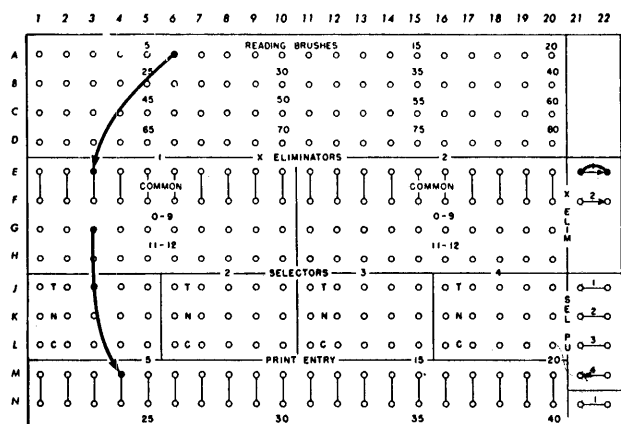 1 2 3 4 5 6 7 8 9 10 11 12 13 14 15 16 17 18 19 20 21 22
A 5 READING BRUSHES 15 20
B 25 30 35 40
C 45 50 55 60
D 65 70 75 80
1 X ELIMINATORS 2
E
COMMON COMMON
F
0-9 0-9
G
11-12 11-12
H
X ELIM
2
2 SELECTORS 3 4
J T N T T 1
K N N N N 2
L C C C C 3
SEL PU
5 PRINT ENTRY 15 20
M 4
N 1
25 30 35 40